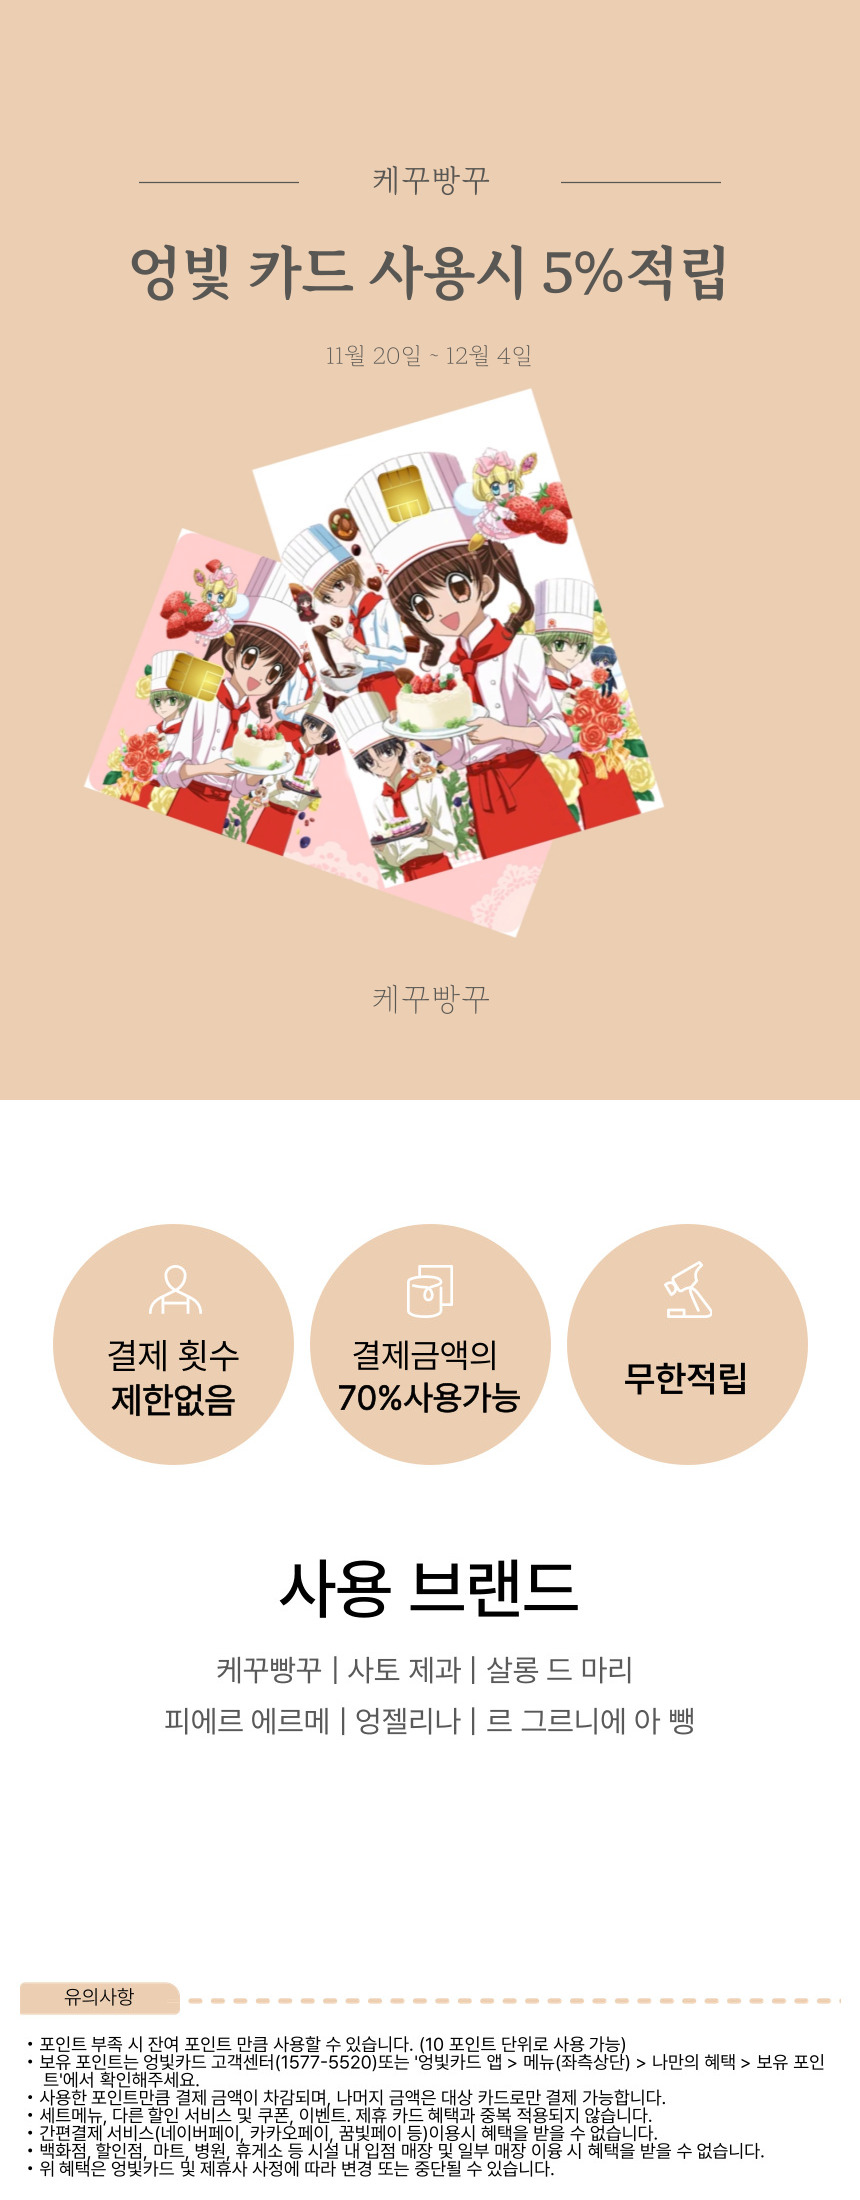 케꾸빵꾸
엉빛 카드 사용시 5%적립
11월 20일 ~ 12월 4일
케꾸빵꾸
결제 횟수
제한없음
결제금액의
70%사용가능
무한적립
사용 브랜드
케꾸빵꾸 | 사토 제과 | 살롱 드 마리
피에르 에르메 | 엉젤리나 | 르 그르니에 아 뺑
유의사항
• 포인트 부족 시 잔여 포인트 만큼 사용할 수 있습니다. (10 포인트 단위로 사용 가능)
• 보유 포인트는 엉빛카드 고객센터(1577-5520)또는 '엉빛카드 앱 > 메뉴(좌측상단) > 나만의 혜택 > 보유 포인
트'에서 확인해주세요.
• 사용한 포인트만큼 결제 금액이 차감되며, 나머지 금액은 대상 카드로만 결제 가능합니다.
• 세트메뉴, 다른 할인 서비스 및 쿠폰, 이벤트. 제휴 카드 혜택과 중복 적용되지 않습니다.
• 간편결제 서비스(네이버페이, 카카오페이, 꿈빛페이 등)이용시 혜택을 받을 수 없습니다.
• 백화점, 할인점, 마트, 병원, 휴게소 등 시설 내 입점 매장 및 일부 매장 이융 시 혜택을 받을 수 없습니다.
• 위 혜택은 엉빛카드 및 제휴사 사정에 따라 변경 또는 중단될 수 있습니다.